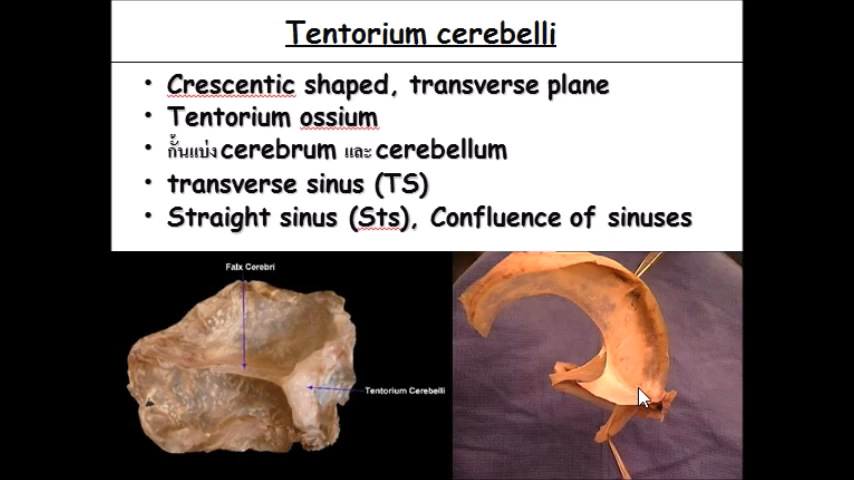 Tentorium cerebelli
• Crescentic shaped, transverse plane
• Tentorium ossium
• กั้นแบ่ง cerebrum และ cerebellum
• transverse sinus (TS)
• Straight sinus (Sts), Confluence of sinuses
Falx Cerebri
Tentorium Cerebelli